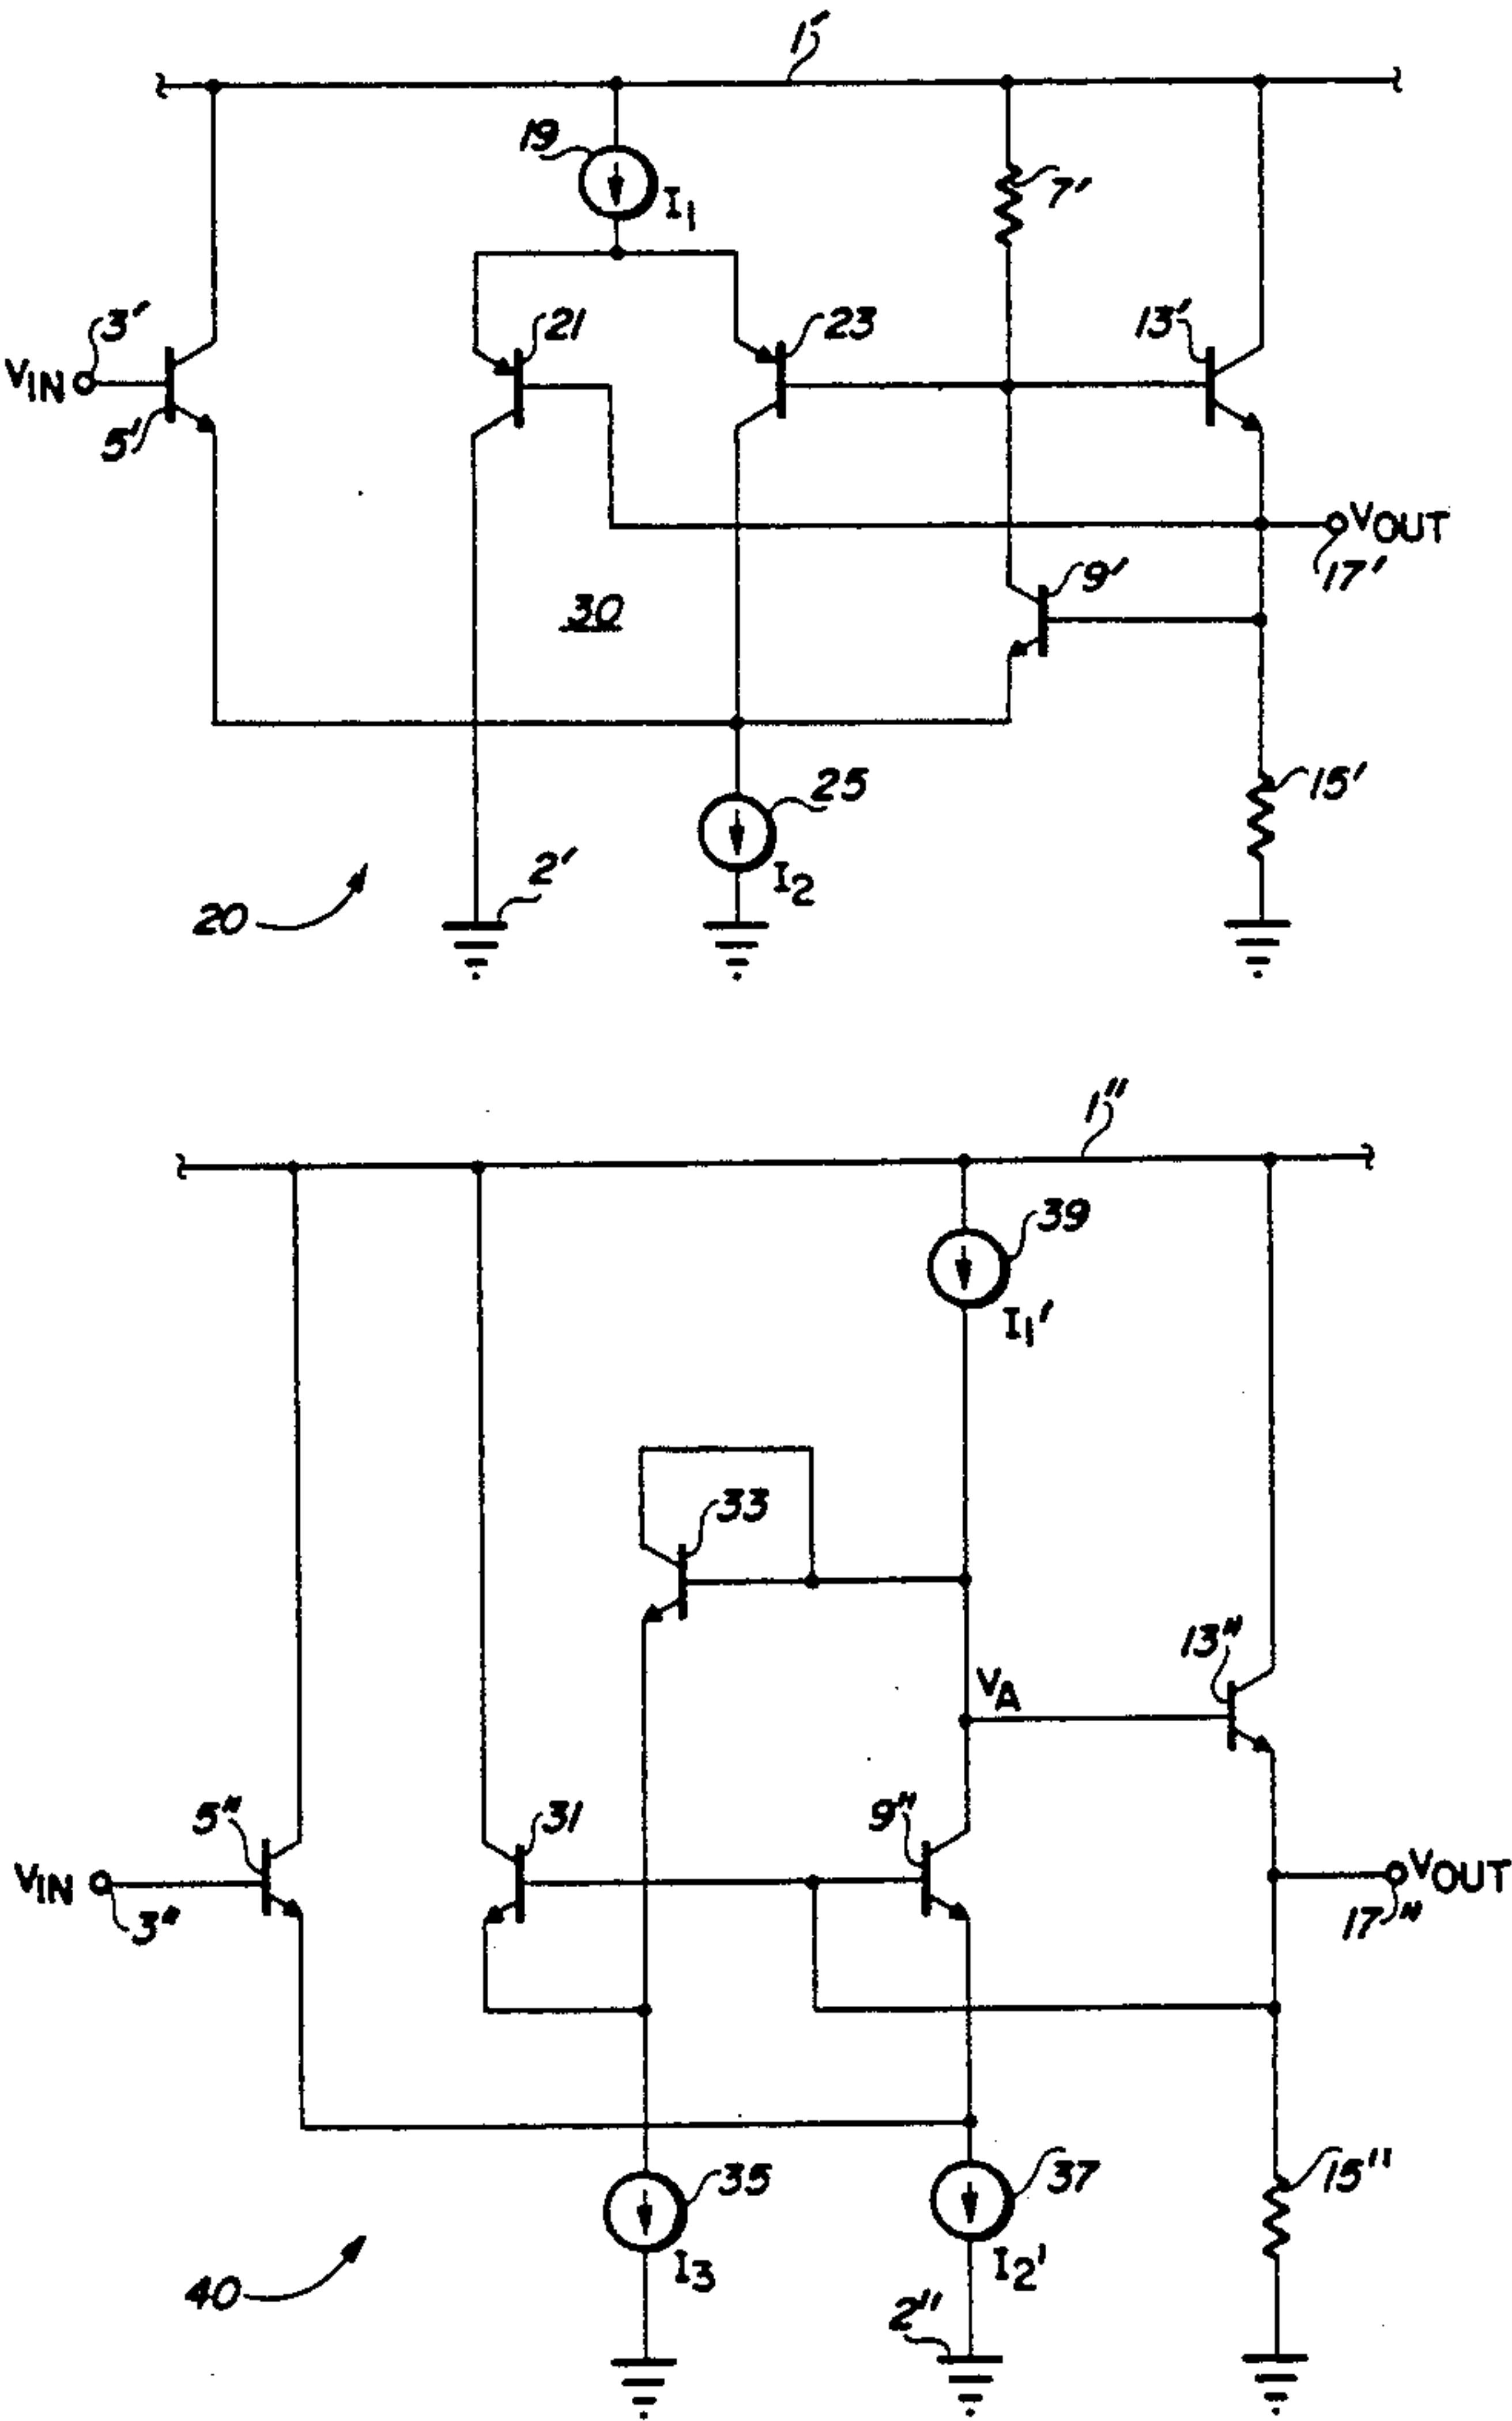 1'
19
I1
7'
3'
21
23
13'
VIN
5'
VOUT
17'
9'
30
25
15'
I2
2'
20
1"
39
I1'
33
13"
VA
5"
31
9"
VIN
VOUT
3"
17"
35
37
15"
I3
I2'
40
2"